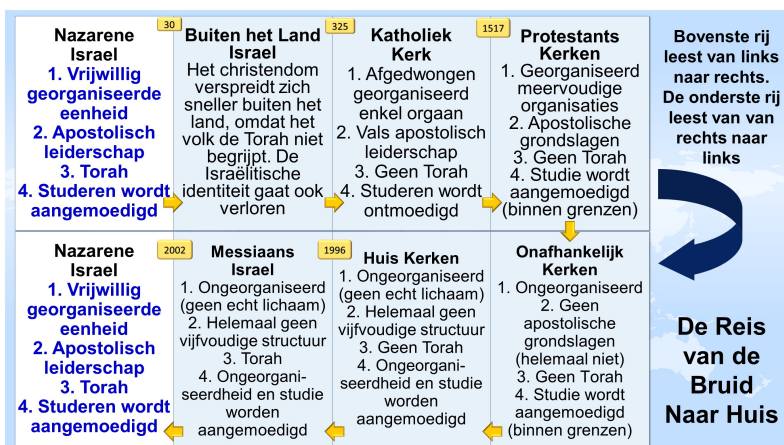 Nazarene
Israel
1. Vrijwillig
georganiseerde
eenheid
2. Apostolisch
leiderschap
3. Torah
4. Studeren wordt
aangemoedigd
30
Buiten het Land
Israel
Het christendom
verspreidt zich
sneller buiten het
land, omdat het
volk de Torah niet
begrijpt. De
Israëlitische
identiteit gaat ook
verloren
325
Katholiek
Kerk
1. Afgedwongen
georganiseerd
enkel orgaan
2. Vals apostolisch
leiderschap
3. Geen Torah
4. Studeren wordt
ontmoedigd
1517
Protestants
Kerken
1. Georganiseerd
meervoudige
organisaties
2. Apostolische
grondslagen
3. Geen Torah
4. Studie wordt
aangemoedigd
(binnen grenzen)
Bovenste rij
leest van links
naar rechts.
De onderste rij
leest van van
rechts naar
links
Nazarene
Israel
1. Vrijwillig
georganiseerde
eenheid
2. Apostolisch
leiderschap
3. Torah
4. Studeren wordt
aangemoedigd
2002
Messiaans
Israel
1. Ongeorganiseerd
(geen echt lichaam)
2. Helemaal geen
vijfvoudige structuur
3. Torah
4. Ongeorgani-
seerdheid en studie
worden
aangemoedigd
1996
Huis Kerken
1. Ongeorganiseerd
(geen echt lichaam)
2. Helemaal geen
vijfvoudige structuur
3. Geen Torah
4. Ongeorgani-
seerdheid en studie
worden
aangemoedigd
Onafhankelijk
Kerken
1. Ongeorganiseerd
2. Geen
apostolische
grondslagen
(helemaal niet)
3. Geen Torah
4. Studie wordt
aangemoedigd
(binnen grenzen)
De Reis
van de
Bruid
Naar Huis